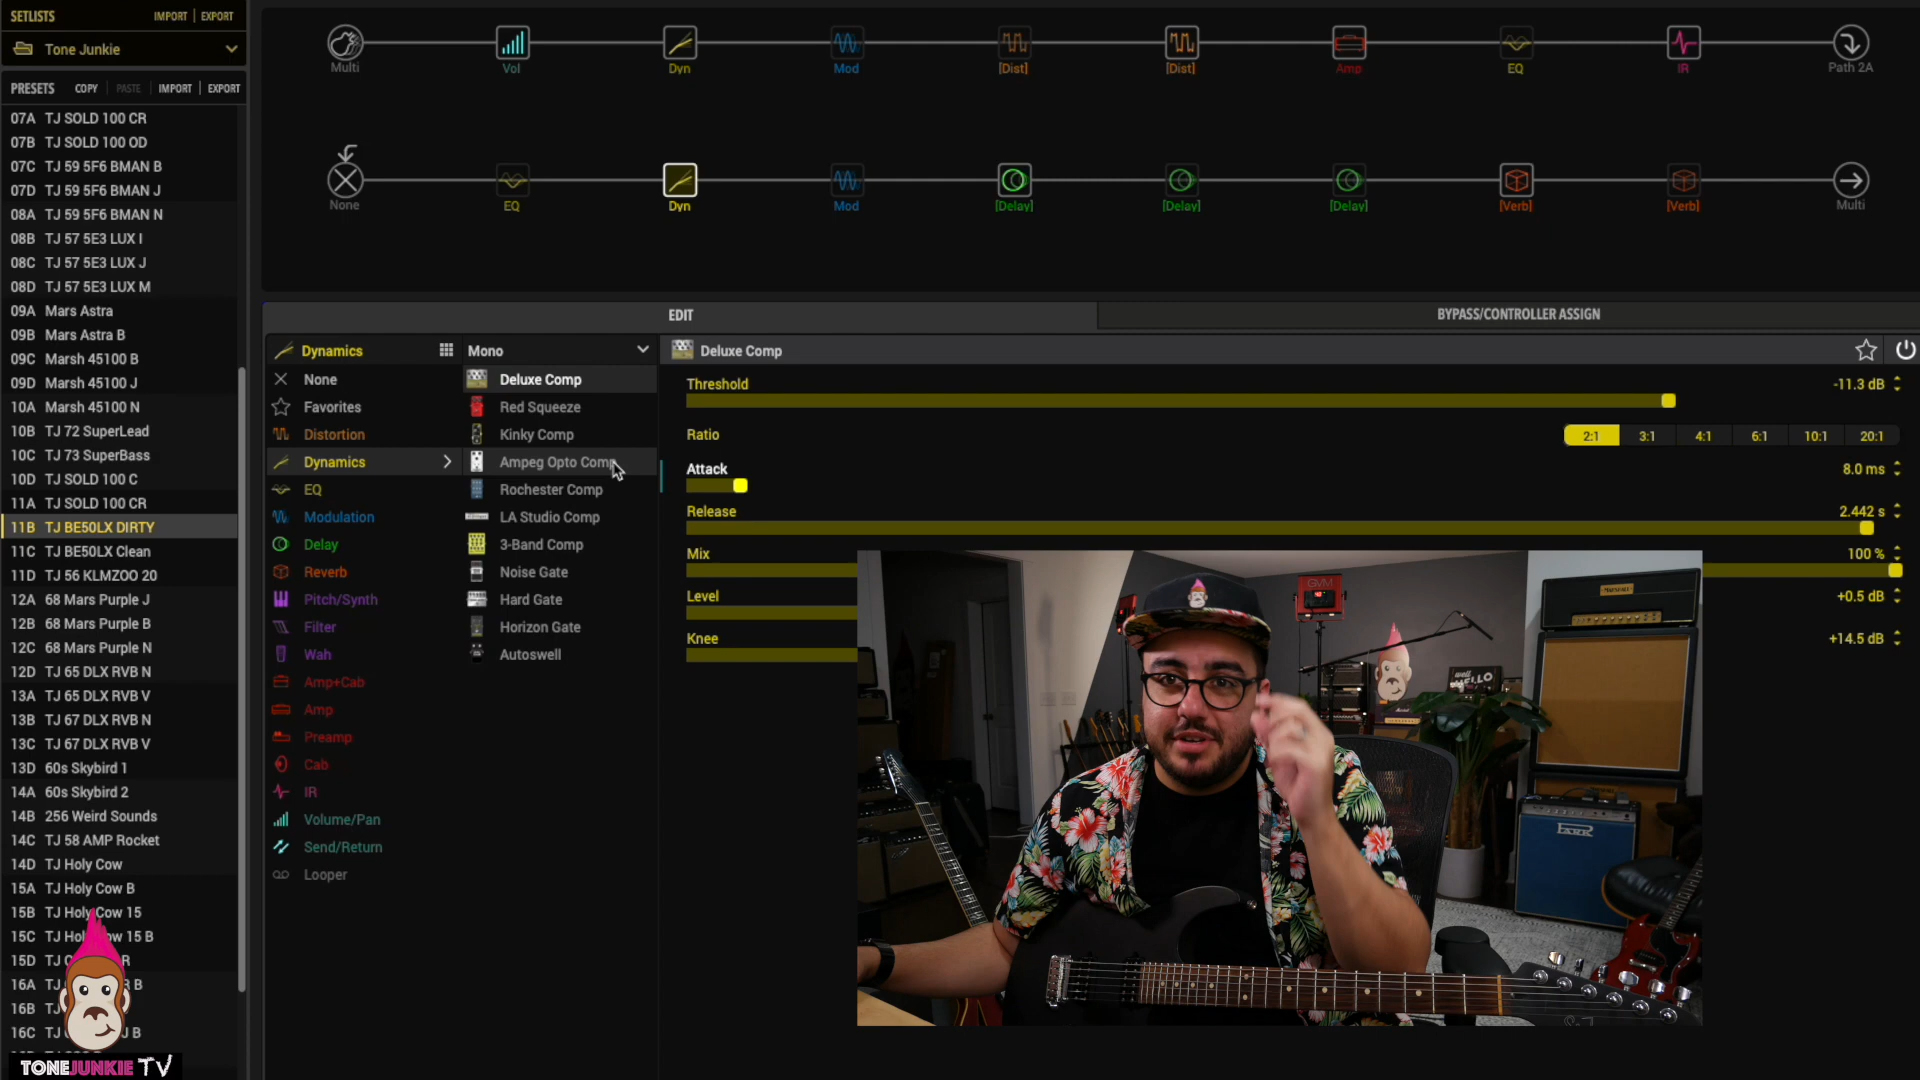 SETLISTS IMPORT EXPORT
Tone Junkie
PRESETS COPY PASTE IMPORT EXPORT
07A TJ SOLD 100 CR
07B TJ SOLD 100 OD
07C TJ 59 5F6 BMAN B
07D TJ 59 5F6 BMAN J
08A TJ 59 5F6 BMAN N
08B TJ 57 5E3 LUX I
08C TJ 57 5E3 LUX J
08D TJ 57 5E3 LUX M
09A Mars Astra
09B Mars Astra B
09C Marsh 45100 B
09D Marsh 45100 J
10A Marsh 45100 N
10B TJ 72 SuperLead
10C TJ 73 SuperBass
10D TJ SOLD 100 C
11A TJ SOLD 100 CR
11B TJ BE50LX DIRTY
11C TJ BE50LX Clean
11D TJ 56 KLMZOO 20
12A 68 Mars Purple J
12B 68 Mars Purple B
12C 68 Mars Purple N
12D TJ 65 DLX RVB N
13A TJ 65 DLX RVB V
13B TJ 67 DLX RVB N
13C TJ 67 DLX RVB V
13D 60s Skybird 1
14A 60s Skybird 2
14B 256 Weird Sounds
14C TJ 58 AMP Rocket
14D TJ Holy Cow
15A TJ Holy Cow B
15B TJ Holy Cow 15
15C 15 B
15D
16A
16B
16C
TONEJUNKIE TV
Multi Vol Dyn Mod [Dist] [Dist] Amp EQ IR Path 2A
None EQ Dyn Mod [Delay] [Delay] [Delay] [Verb] [Verb] Multi
EDIT BYPASS/CONTROLLER ASSIGN
Dynamics
None
Favorites
Distortion
Dynamics
EQ
Modulation
Delay
Reverb
Pitch/Synth
Filter
Wah
Amp+Cab
Amp
Preamp
Cab
IR
Volume/Pan
Send/Return
Looper
Mono
Deluxe Comp
Red Squeeze
Kinky Comp
Ampeg Opto Comp
Rochester Comp
LA Studio Comp
3-Band Comp
Noise Gate
Hard Gate
Horizon Gate
Autoswell
Deluxe Comp
Threshold -11.3 dB
Ratio 2:1 3:1 4:1 6:1 10:1 20:1
Attack 8.0 ms
Release 2.442 s
Mix 100 %
Level +0.5 dB
Knee +14.5 dB
GVM
well HELLO
PARK